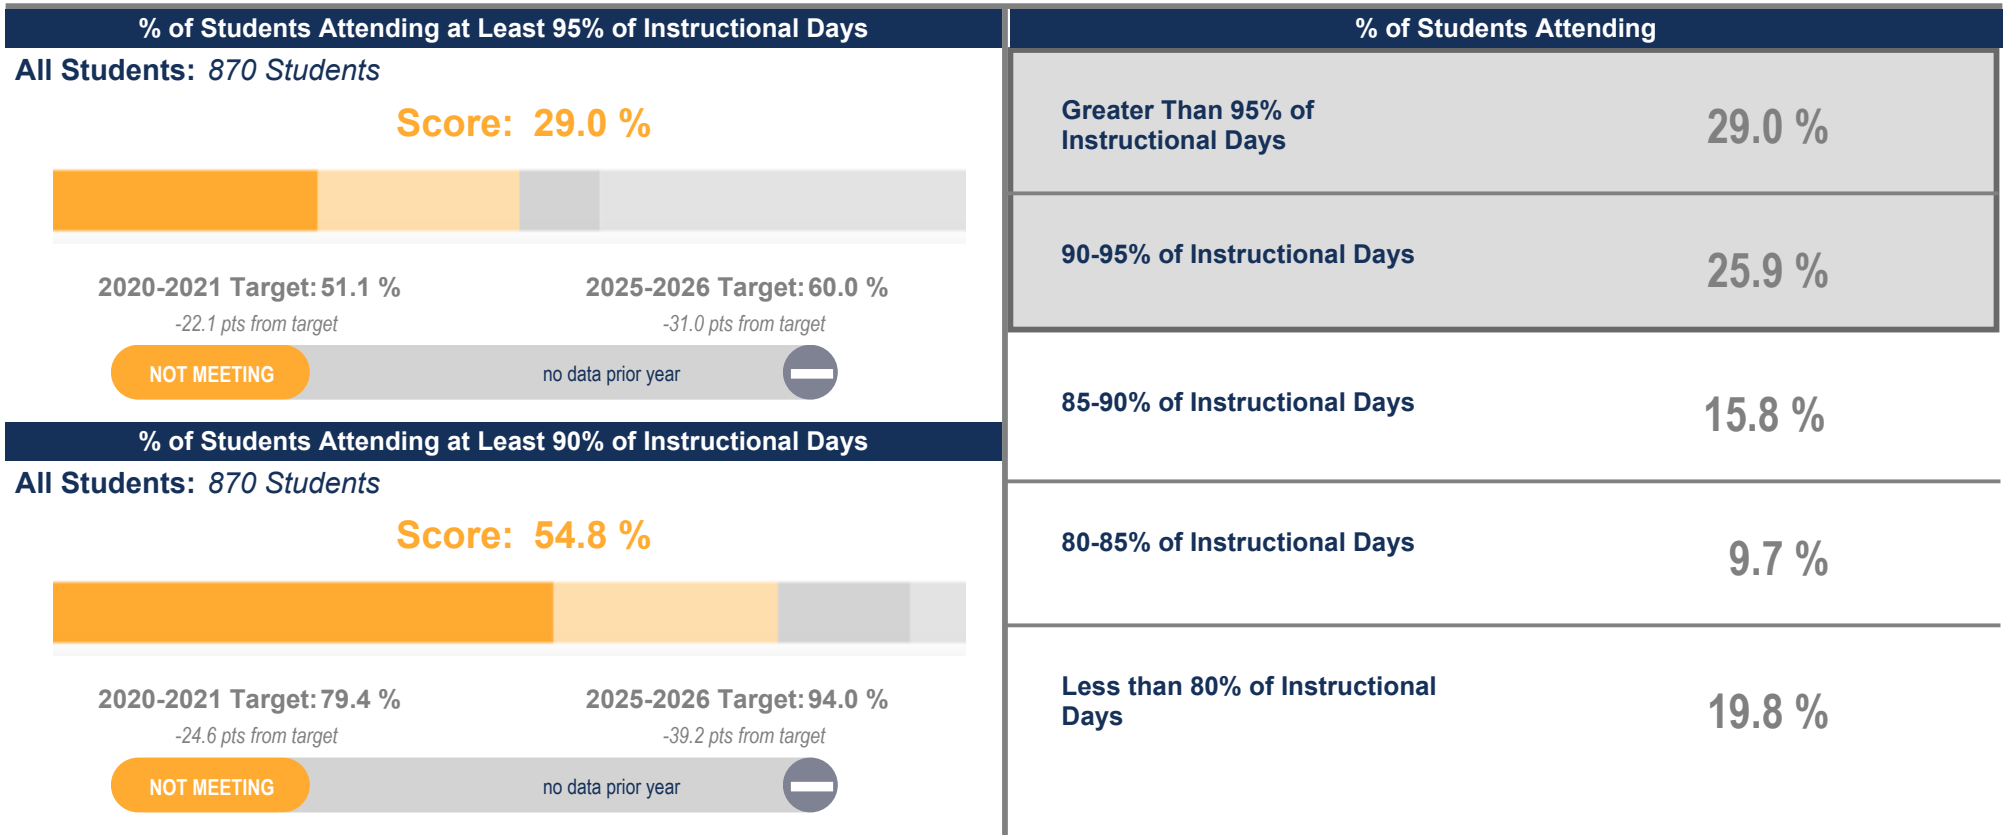 % of Students Attending at Least 95% of Instructional Days
All Students: 870 Students
Score: 29.0 %
2020-2021 Target: 51.1 %
-22.1 pts from target
2025-2026 Target: 60.0 %
-31.0 pts from target
NOT MEETING
no data prior year
% of Students Attending at Least 90% of Instructional Days
All Students: 870 Students
Score: 54.8 %
2020-2021 Target: 79.4 %
-24.6 pts from target
2025-2026 Target: 94.0 %
-39.2 pts from target
NOT MEETING
no data prior year
% of Students Attending
Greater Than 95% of
Instructional Days
29.0 %
90-95% of Instructional Days
25.9 %
85-90% of Instructional Days
15.8 %
80-85% of Instructional Days
9.7 %
Less than 80% of Instructional
Days
19.8 %